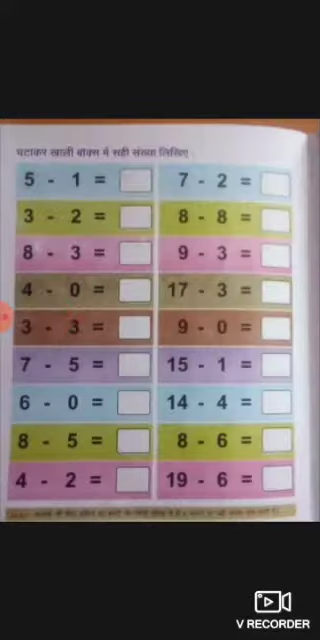 घटाकर खाली बॉक्स में सही संख्या लिखिए
5 - 1 = 7 - 2 =
3 - 2 = 8 - 8 =
8 - 3 = 9 - 3 =
4 - 0 = 17 - 3 =
3 - 3 = 9 - 0 =
7 - 5 = 15 - 1 =
6 - 0 = 14 - 4 =
8 - 5 = 8 - 6 =
4 - 2 = 19 - 6 =
V RECORDER